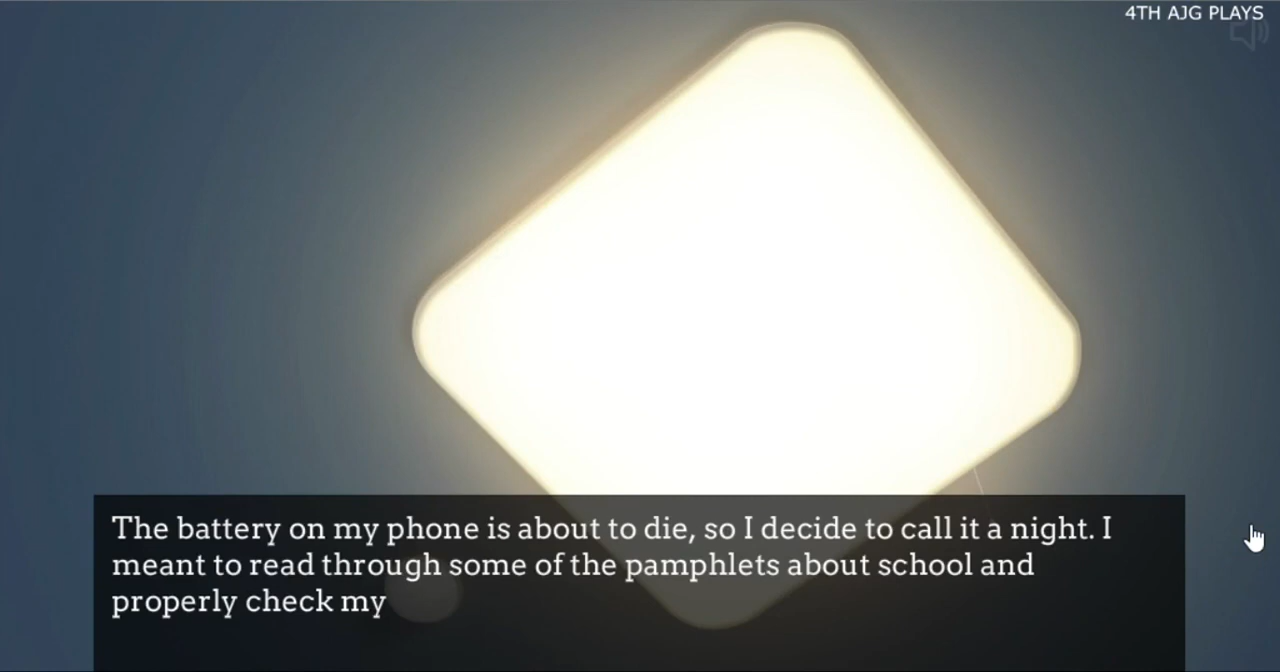 4TH AJG PLAYS
The battery on my phone is about to die, so I decide to call it a night. I
meant to read through some of the pamphlets about school and
properly check my